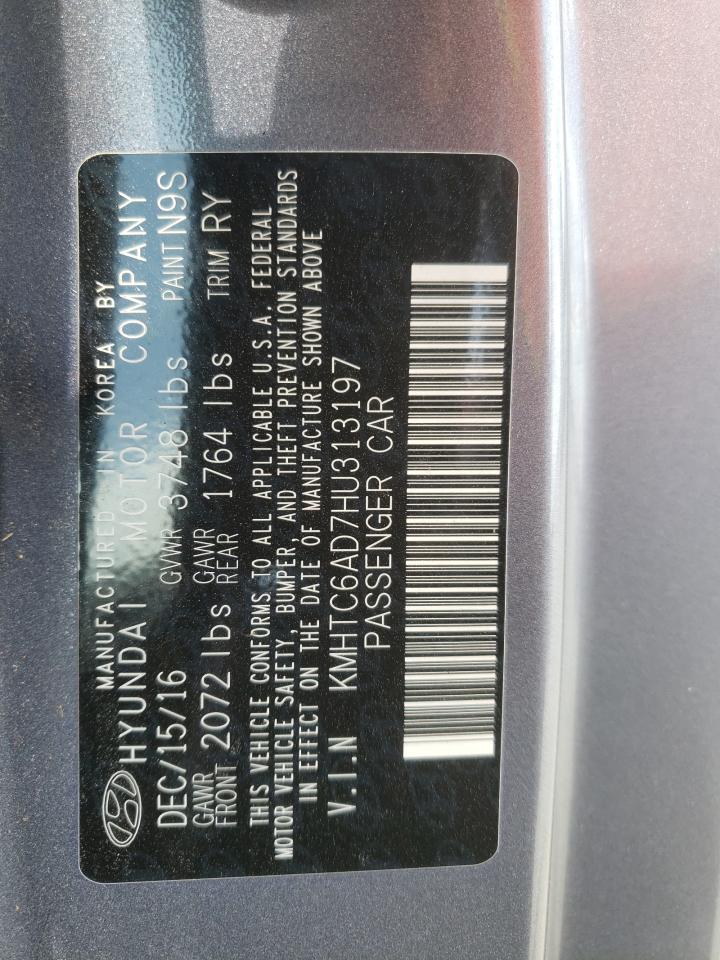 MANUFACTURED IN KOREA BY
HYUNDAI MOTOR COMPANY
DEC/15/16 GVWR 3748 lbs PAINT N9S
GAWR FRONT 2072 lbs GAWR REAR 1764 lbs TRIM RY
THIS VEHICLE CONFORMS TO ALL APPLICABLE U.S.A. FEDERAL
MOTOR VEHICLE SAFETY, BUMPER, AND THEFT PREVENTION STANDARDS
IN EFFECT ON THE DATE OF MANUFACTURE SHOWN ABOVE
V.I.N KMHTC6AD7HU313197
PASSENGER CAR